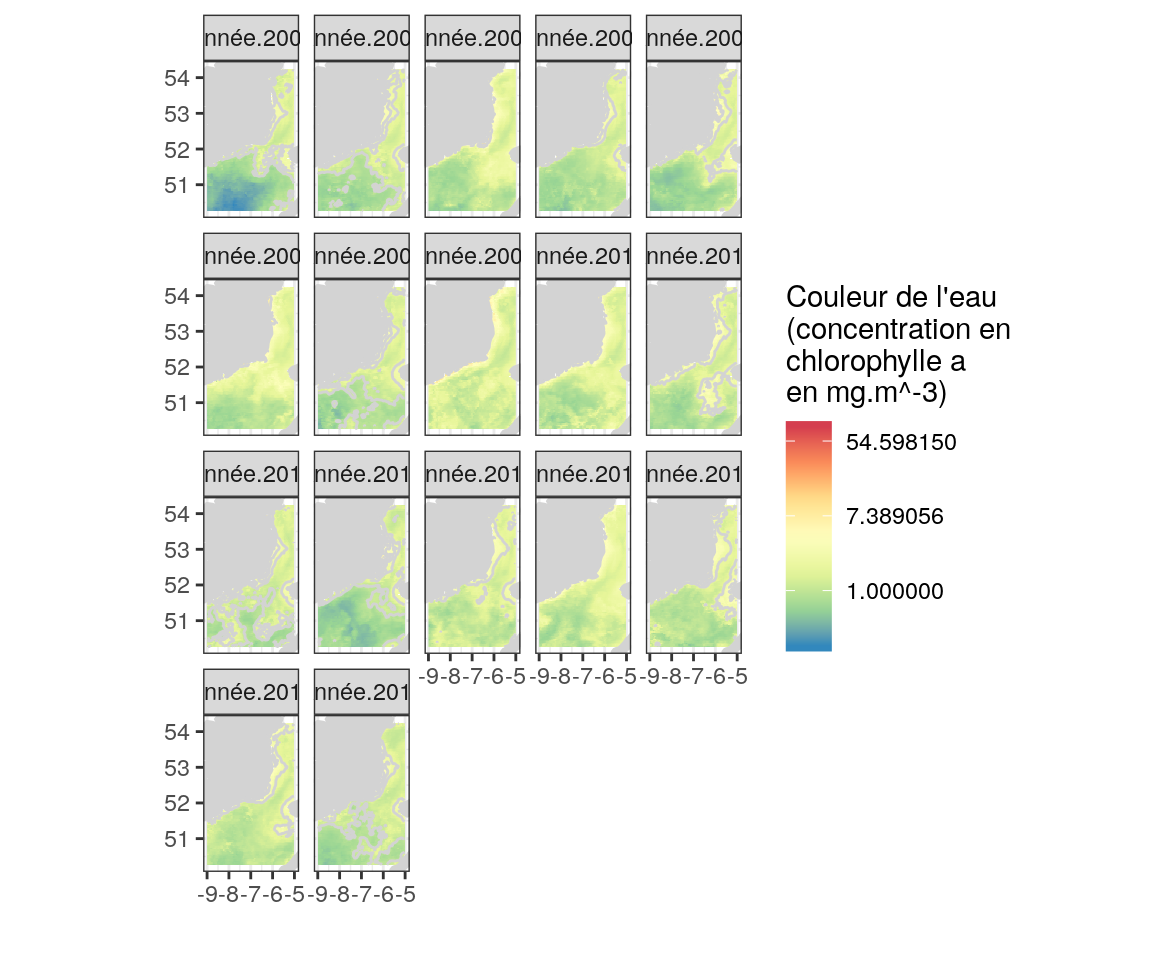 nnée.200 nnée.200 nnée.200 nnée.200 nnée.200
54
53
52
51
nnée.200 nnée.200 nnée.200 nnée.201 nnée.201
54
53
52
51
nnée.201 nnée.201 nnée.201 nnée.201 nnée.201
54
53
52
51
-9 -8 -7 -6 -5 -9 -8 -7 -6 -5 -9 -8 -7 -6 -5
nnée.201 nnée.201
54
53
52
51
-9 -8 -7 -6 -5 -9 -8 -7 -6 -5
Couleur de l'eau
(concentration en
chlorophylle a
en mg.m^-3)
54.598150
7.389056
1.000000